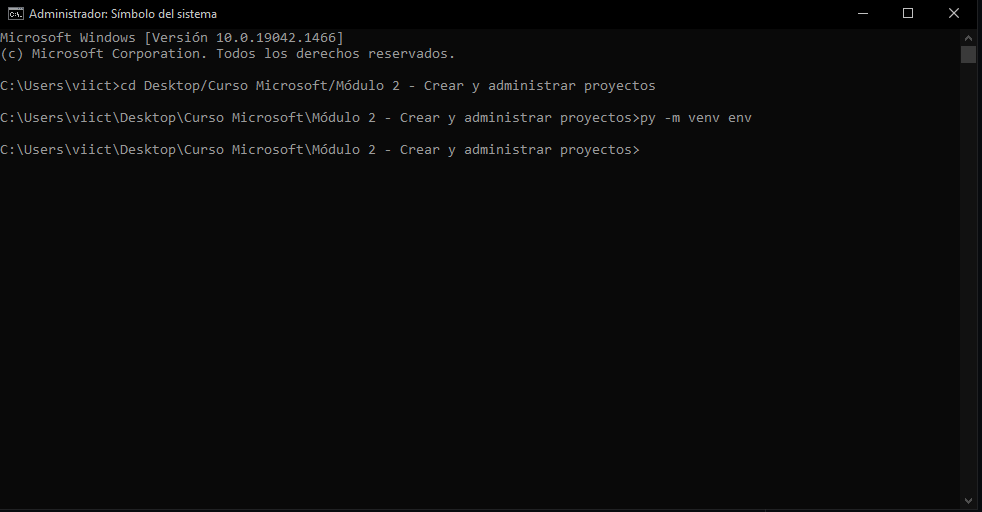 Administrador: Símbolo del sistema
Microsoft Windows [Versión 10.0.19042.1466]
(c) Microsoft Corporation. Todos los derechos reservados.
C:\Users\viict>cd Desktop/Curso Microsoft/Módulo 2 - Crear y administrar proyectos
C:\Users\viict\Desktop\Curso Microsoft\Módulo 2 - Crear y administrar proyectos>py -m venv env
C:\Users\viict\Desktop\Curso Microsoft\Módulo 2 - Crear y administrar proyectos>